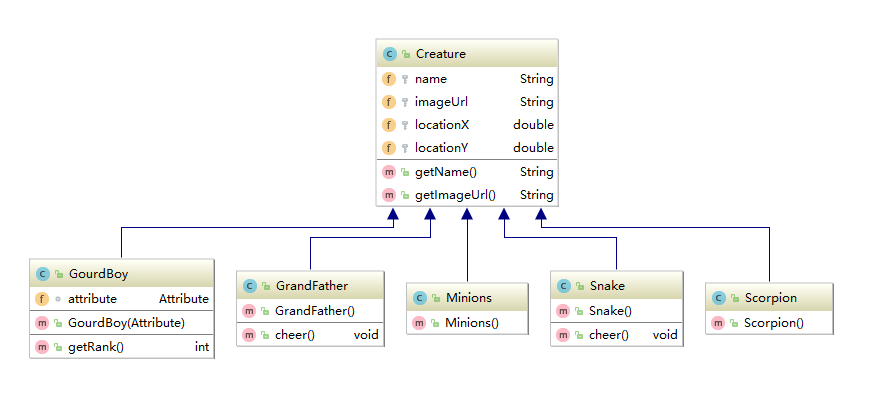 Creature
name String
imageUrl String
locationX double
locationY double
getName() String
getImageUrl() String
GourdBoy
attribute Attribute
GourdBoy(Attribute)
getRank() int
GrandFather
GrandFather()
cheer() void
Minions
Minions()
Snake
Snake()
cheer() void
Scorpion
Scorpion()